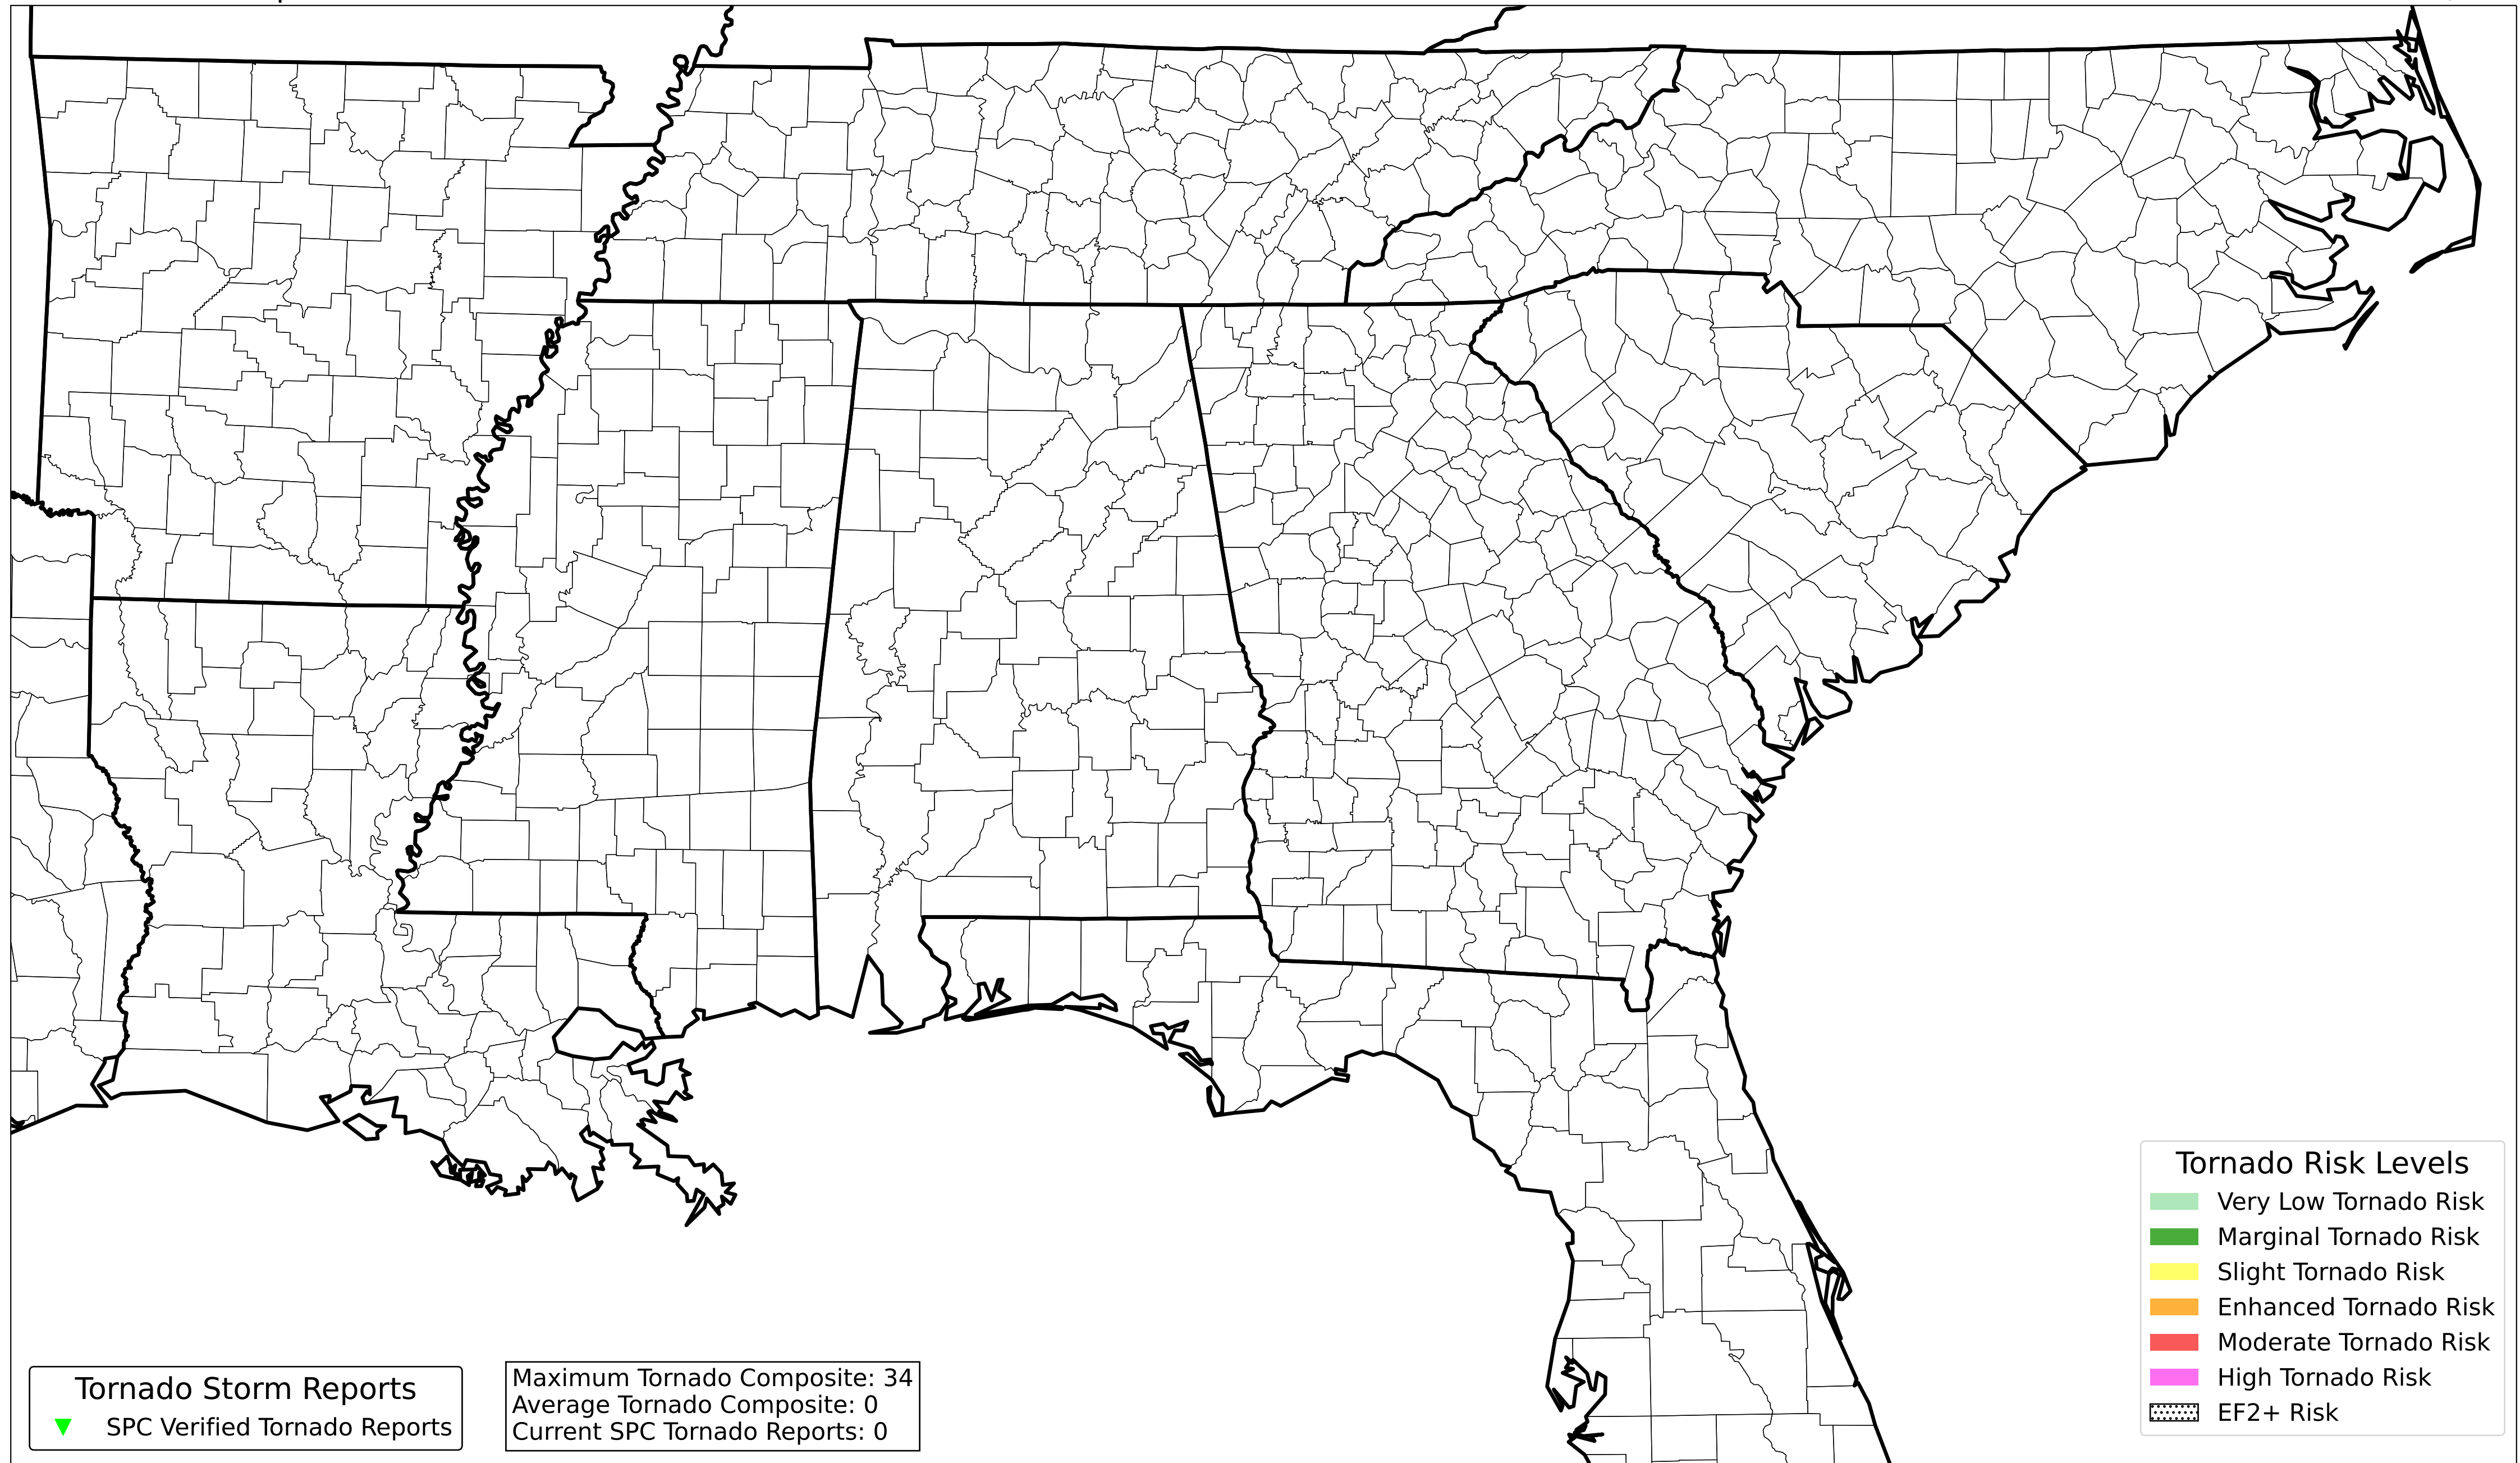 Tornado Risk Levels
Very Low Tornado Risk
Marginal Tornado Risk
Slight Tornado Risk
Enhanced Tornado Risk
Moderate Tornado Risk
High Tornado Risk
EF2+ Risk
Tornado Storm Reports
SPC Verified Tornado Reports
Maximum Tornado Composite: 34
Average Tornado Composite: 0
Current SPC Tornado Reports: 0